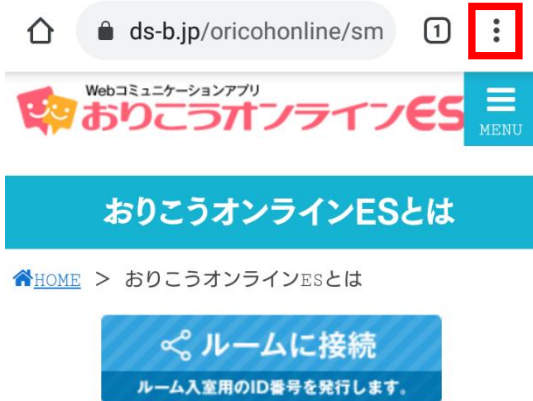 ds-b.jp/oricohonline/sm
1
Webコミュニケーションアプリ
おりこうオンラインES
MENU
おりこうオンラインESとは
HOME > おりこうオンラインESとは
ルームに接続
ルーム入室用のID番号を発行します。